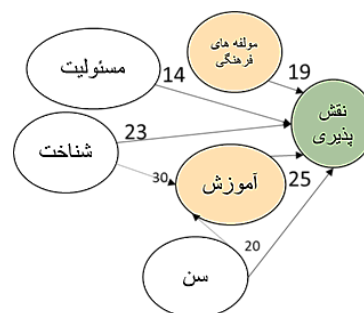 مولفه های
فرهنگی
19
مسئولیت
14
نقش
پذیری
23
شناخت
30
آموزش
25
20
سن